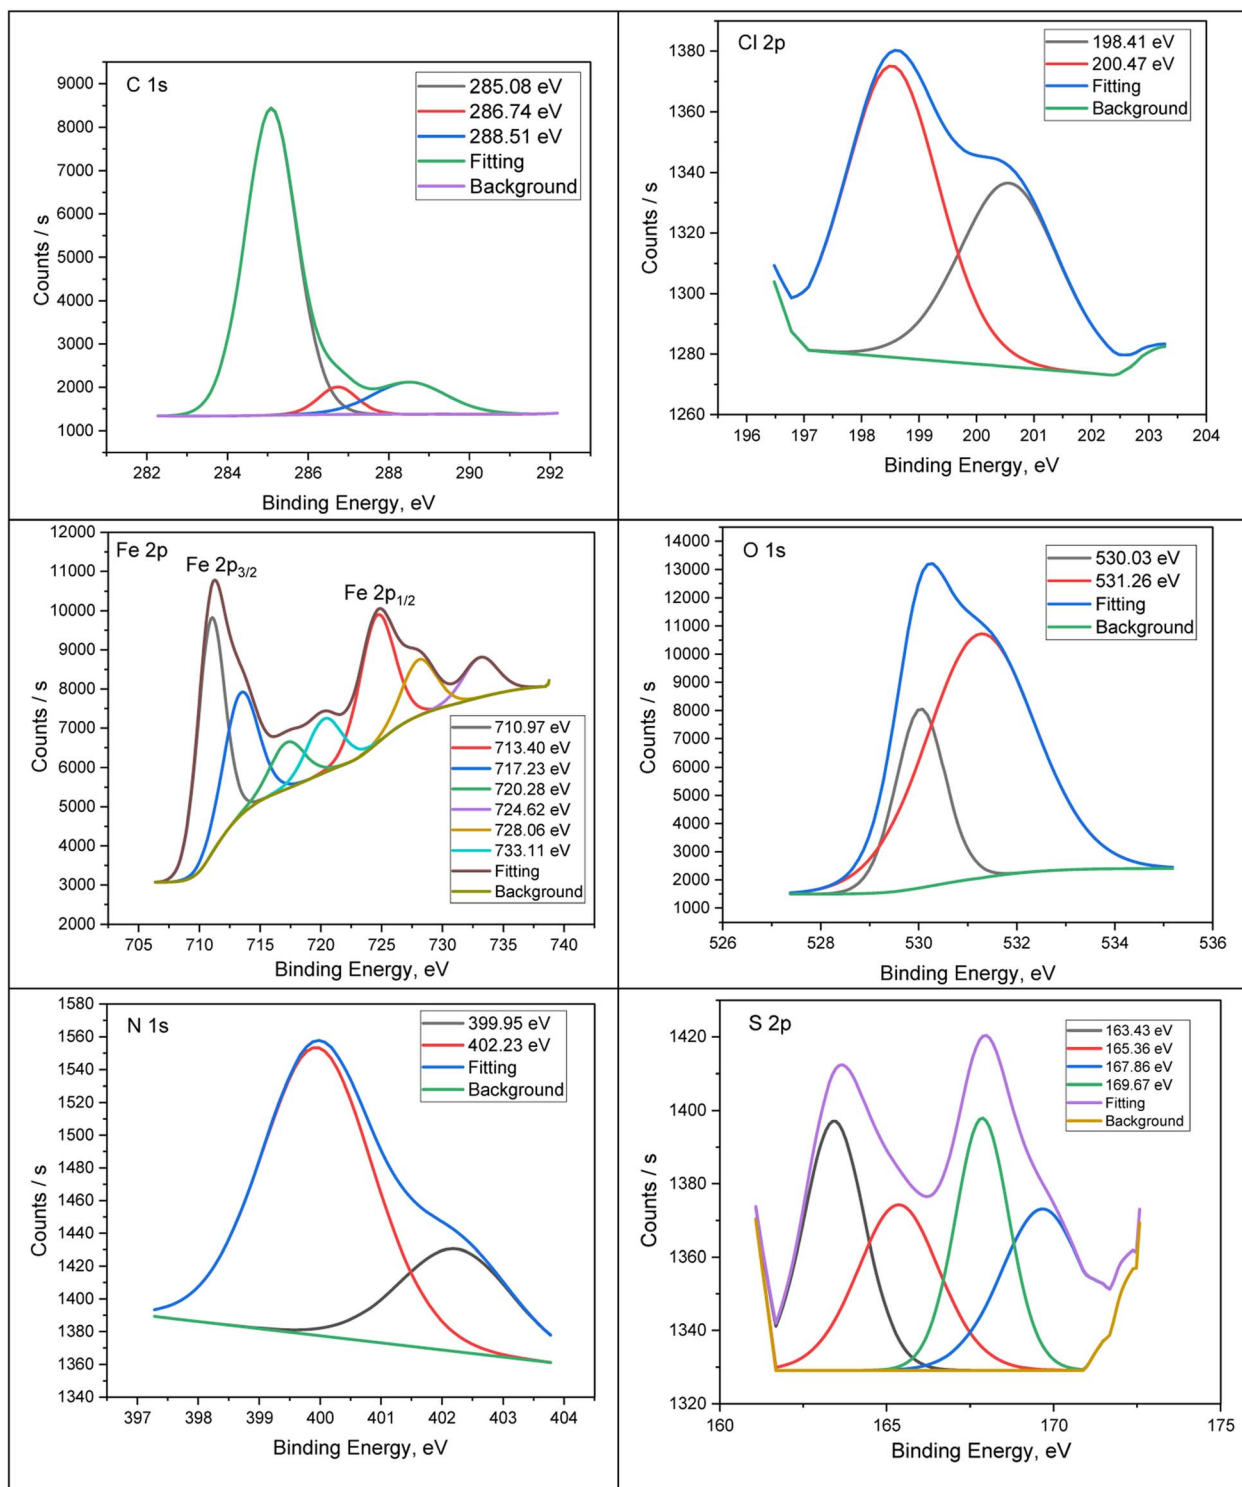 C 1s
285.08 eV
286.74 eV
288.51 eV
Fitting
Background
9000
8000
7000
6000
5000
4000
3000
2000
1000
Counts / s
282 284 286 288 290 292
Binding Energy, eV
Cl 2p
198.41 eV
200.47 eV
Fitting
Background
1380
1360
1340
1320
1300
1280
1260
Counts / s
196 197 198 199 200 201 202 203 204
Binding Energy, eV
Fe 2p
Fe 2p3/2
Fe 2p1/2
710.97 eV
713.40 eV
717.23 eV
720.28 eV
724.62 eV
728.06 eV
733.11 eV
Fitting
Background
12000
11000
10000
9000
8000
7000
6000
5000
4000
3000
2000
Counts / s
705 710 715 720 725 730 735 740
Binding Energy, eV
O 1s
530.03 eV
531.26 eV
Fitting
Background
14000
13000
12000
11000
10000
9000
8000
7000
6000
5000
4000
3000
2000
1000
Counts / s
526 528 530 532 534 536
Binding Energy, eV
N 1s
399.95 eV
402.23 eV
Fitting
Background
1580
1560
1540
1520
1500
1480
1460
1440
1420
1400
1380
1360
1340
Counts / s
397 398 399 400 401 402 403 404
Binding Energy, eV
S 2p
163.43 eV
165.36 eV
167.86 eV
169.67 eV
Fitting
Background
1420
1400
1380
1360
1340
1320
Counts / s
160 165 170 175
Binding Energy, eV